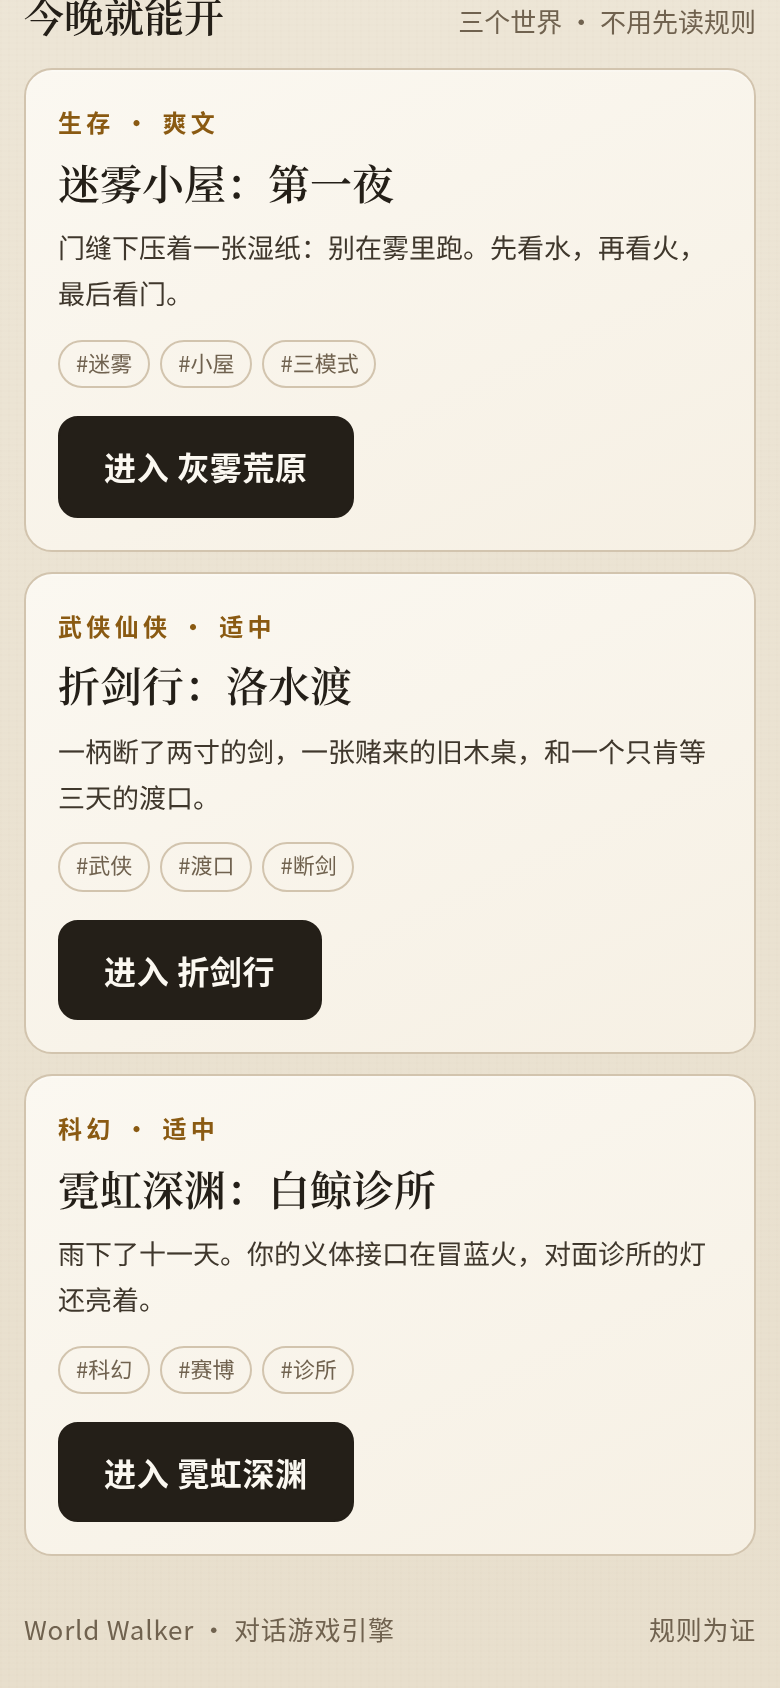 今晚就能开
三个世界 · 不用先读规则
生存 · 爽文
迷雾小屋：第一夜
门缝下压着一张湿纸：别在雾里跑。先看水，再看火，
最后看门。
#迷雾 #小屋 #三模式
进入 灰雾荒原
武侠仙侠 · 适中
折剑行：洛水渡
一柄断了两寸的剑，一张赌来的旧木桌，和一个只肯等
三天的渡口。
#武侠 #渡口 #断剑
进入 折剑行
科幻 · 适中
霓虹深渊：白鲸诊所
雨下了十一天。你的义体接口在冒蓝火，对面诊所的灯
还亮着。
#科幻 #赛博 #诊所
进入 霓虹深渊
World Walker · 对话游戏引擎
规则为证